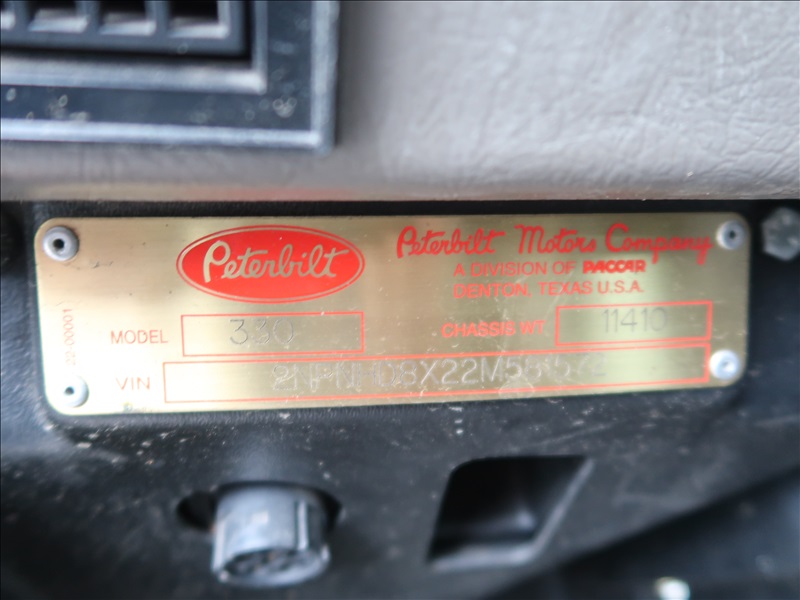 Peterbilt
Peterbilt Motors Company
A DIVISION OF PACCAR
DENTON, TEXAS U.S.A.
MODEL 330
CHASSIS WT. 11410
VIN